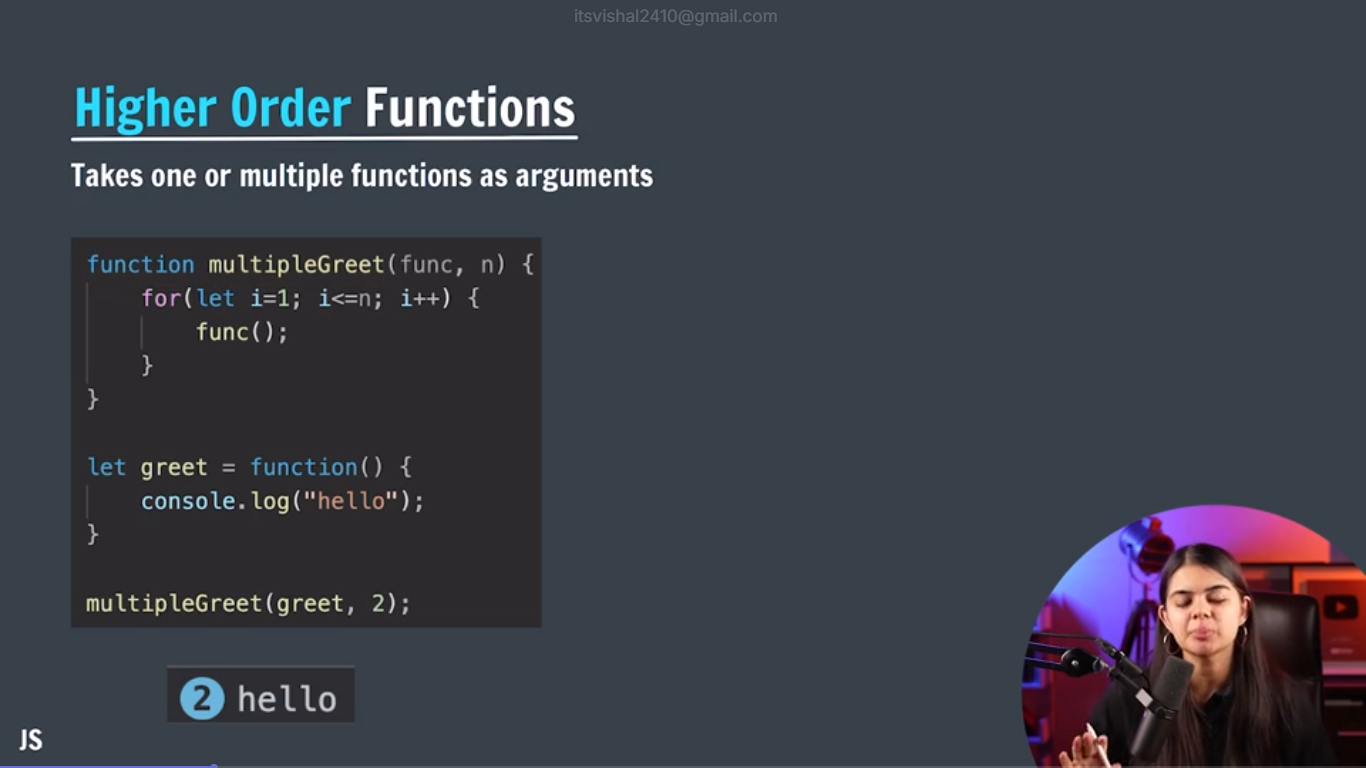 itsvishal2410@gmail.com
Higher Order Functions
Takes one or multiple functions as arguments
function multipleGreet(func, n) {
    for(let i=1; i<=n; i++) {
        func();
    }
}
let greet = function() {
    console.log("hello");
}
multipleGreet(greet, 2);
2 hello
JS